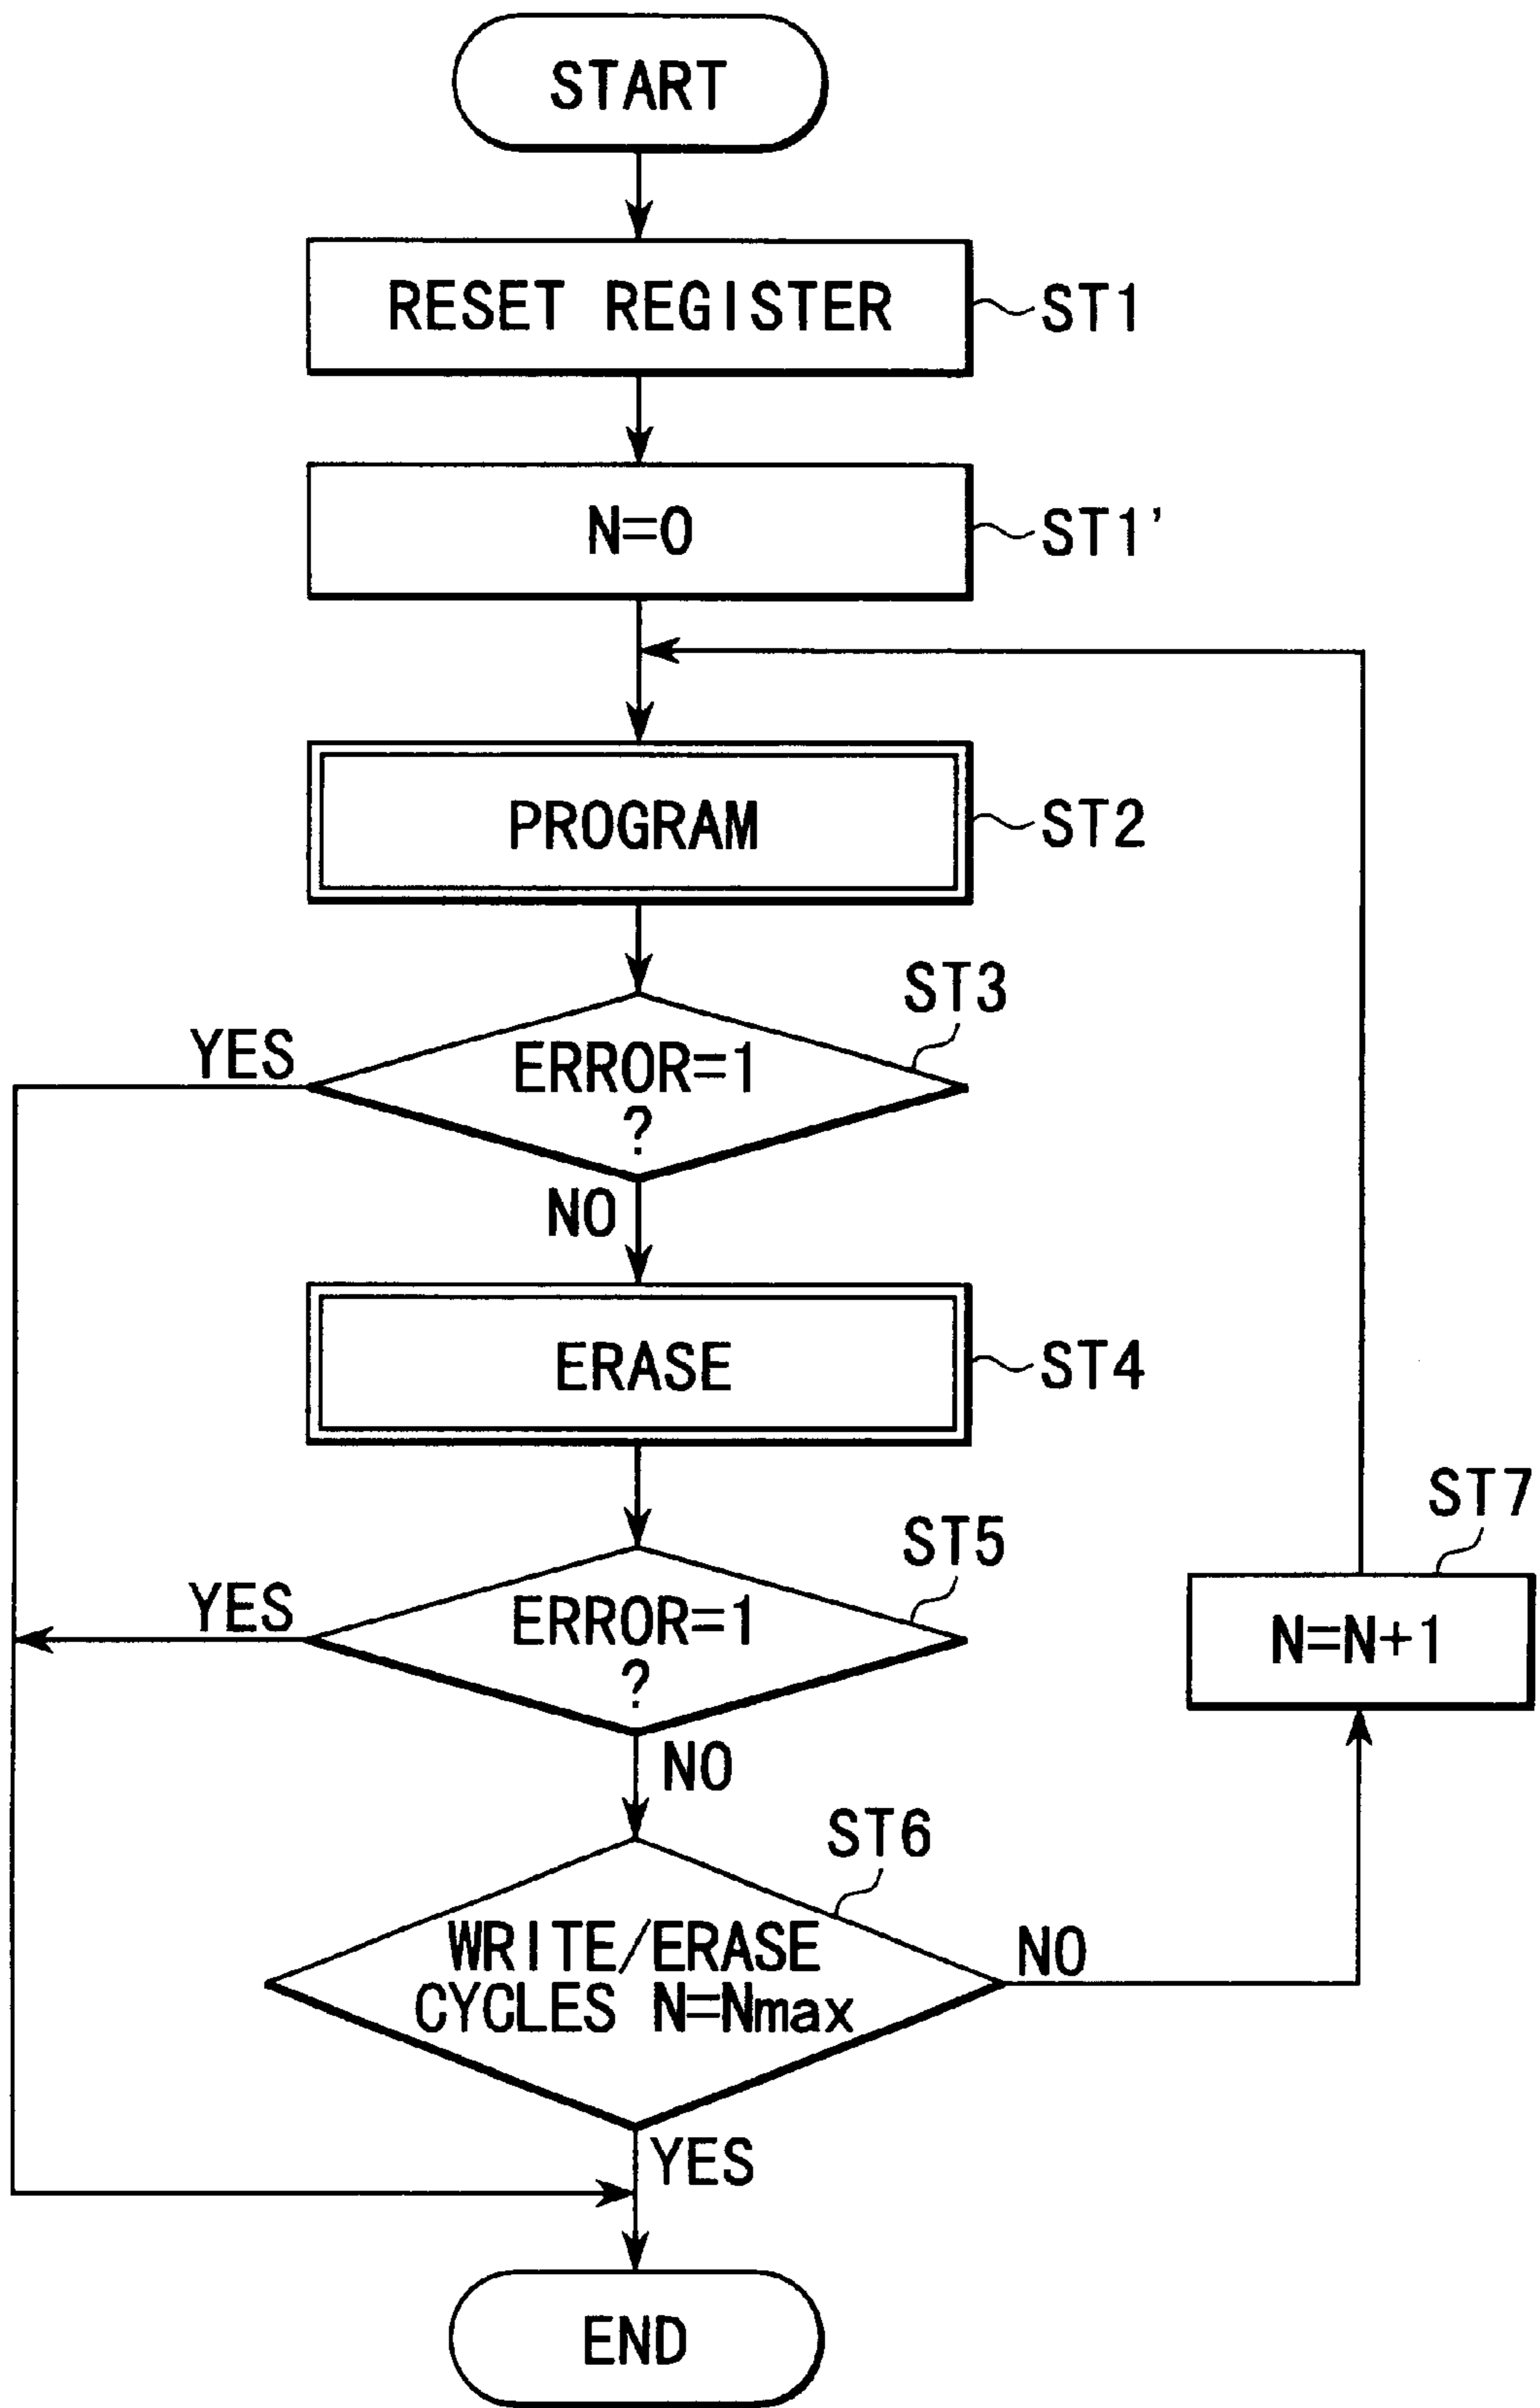 START
RESET REGISTER
ST1
N=0
ST1'
PROGRAM
ST2
ST3
YES
ERROR=1
?
NO
ERASE
ST4
ST7
ST5
YES
ERROR=1
?
N=N+1
NO
ST6
WRITE/ERASE
CYCLES N=Nmax
NO
YES
END